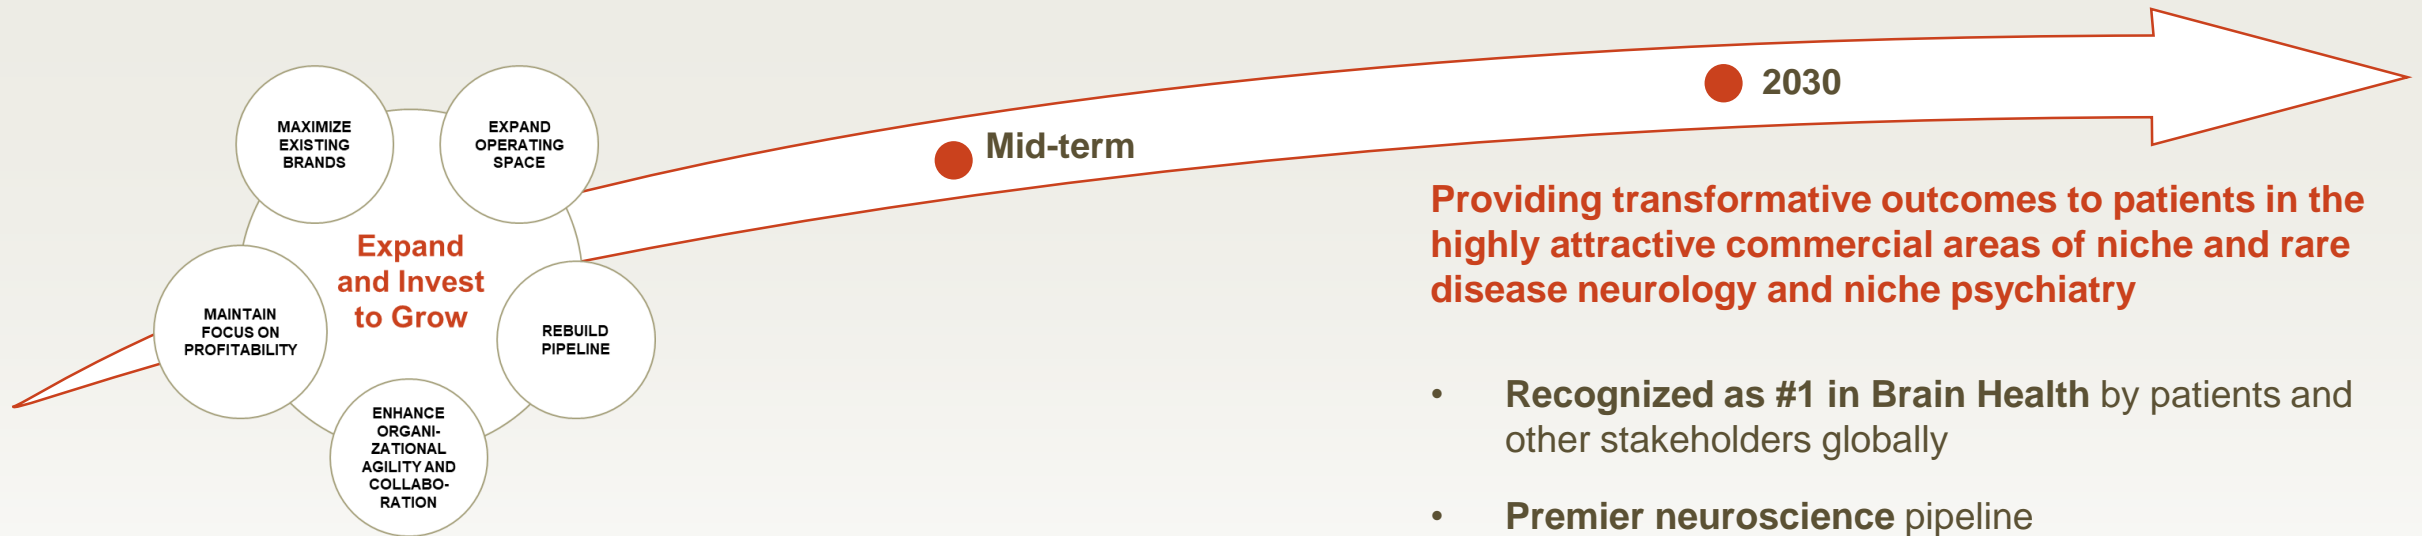 MAXIMIZE
EXISTING
BRANDS
EXPAND
OPERATING
SPACE
Expand
and Invest
to Grow
MAINTAIN
FOCUS ON
PROFITABILITY
REBUILD
PIPELINE
ENHANCE
ORGANI-
ZATIONAL
AGILITY AND
COLLABO-
RATION
Mid-term
2030
Providing transformative outcomes to patients in the
highly attractive commercial areas of niche and rare
disease neurology and niche psychiatry
• Recognized as #1 in Brain Health by patients and
other stakeholders globally
• Premier neuroscience pipeline